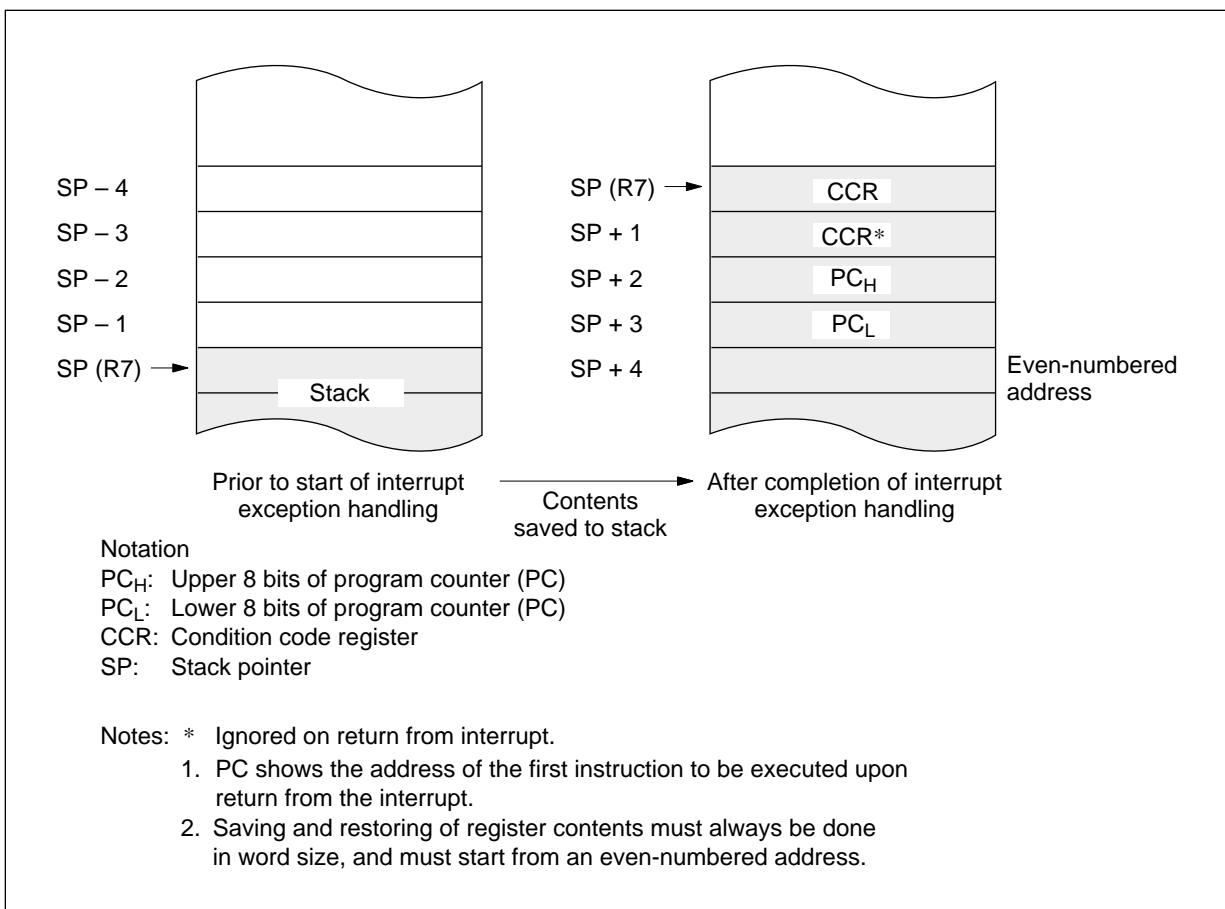 SP – 4
SP – 3
SP – 2
SP – 1
SP (R7)
Stack
SP (R7)
SP + 1
SP + 2
SP + 3
SP + 4
CCR
CCR*
PCH
PCL
Even-numbered
address
Prior to start of interrupt
exception handling
Contents
saved to stack
After completion of interrupt
exception handling
Notation
PCH: Upper 8 bits of program counter (PC)
PCL: Lower 8 bits of program counter (PC)
CCR: Condition code register
SP: Stack pointer
Notes: * Ignored on return from interrupt.
1. PC shows the address of the first instruction to be executed upon
return from the interrupt.
2. Saving and restoring of register contents must always be done
in word size, and must start from an even-numbered address.